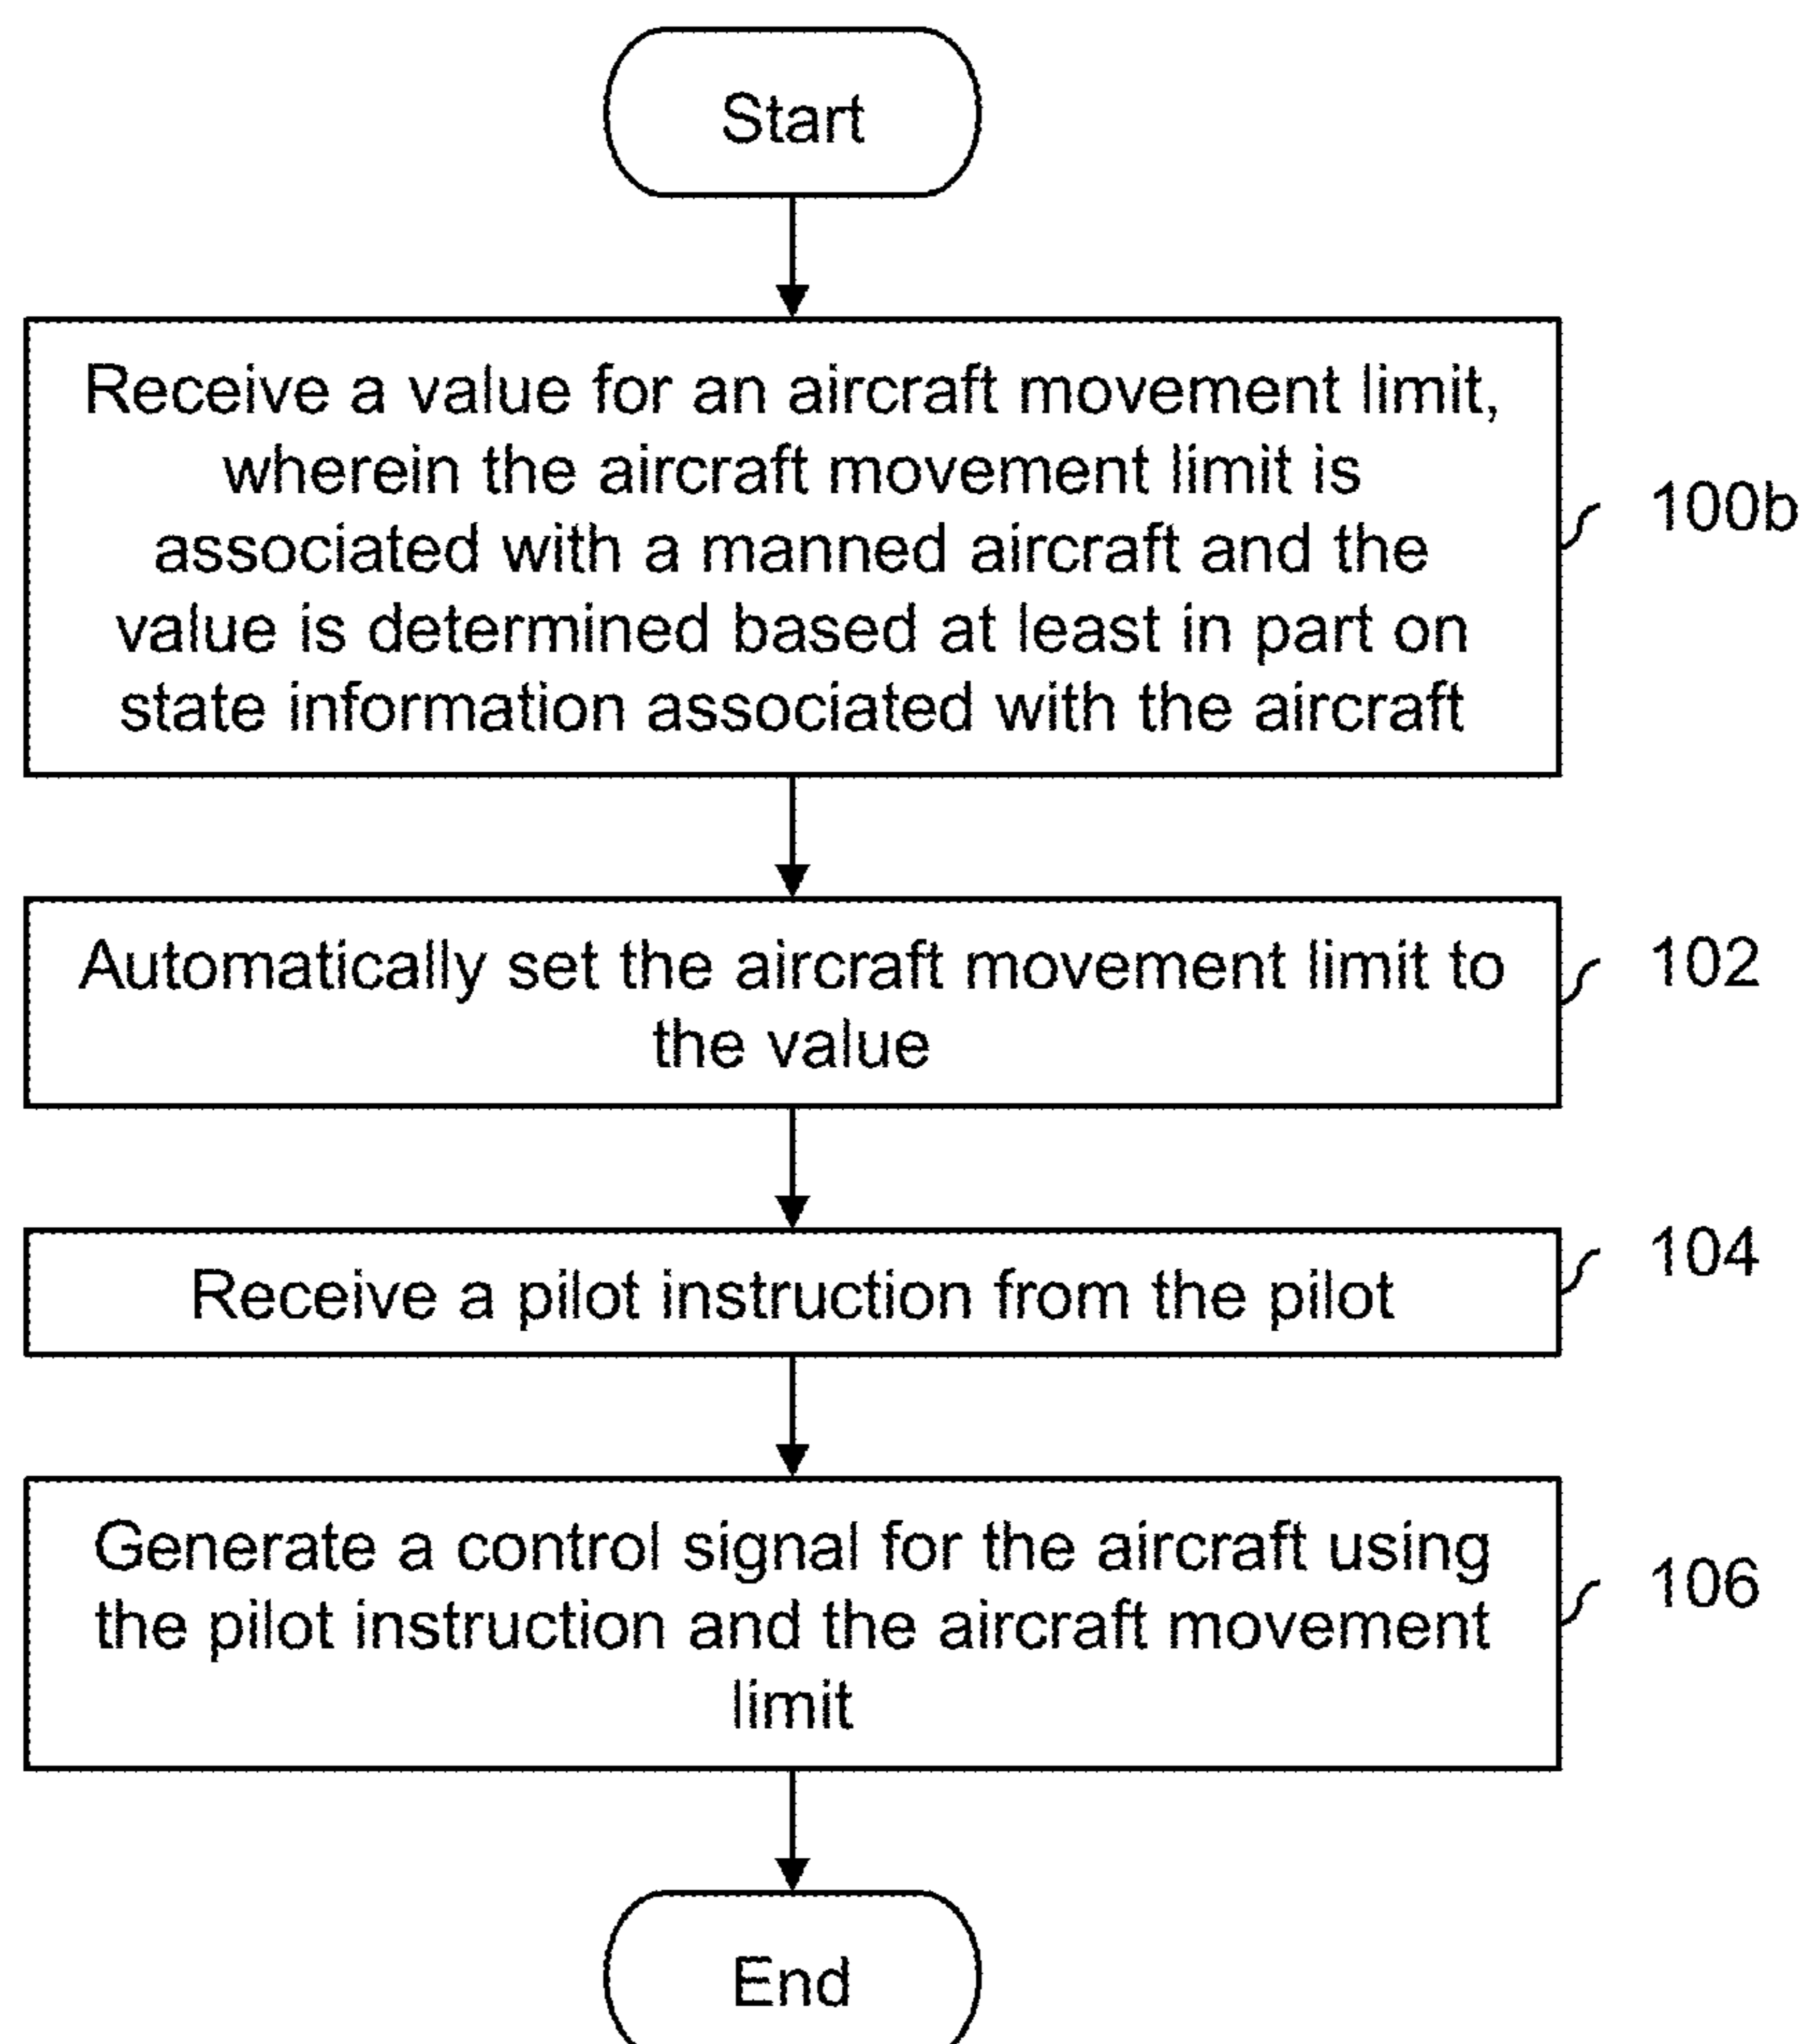 Start
Receive a value for an aircraft movement limit,
wherein the aircraft movement limit is
associated with a manned aircraft and the
value is determined based at least in part on
state information associated with the aircraft
100b
Automatically set the aircraft movement limit to
the value
102
Receive a pilot instruction from the pilot
104
Generate a control signal for the aircraft using
the pilot instruction and the aircraft movement
limit
106
End